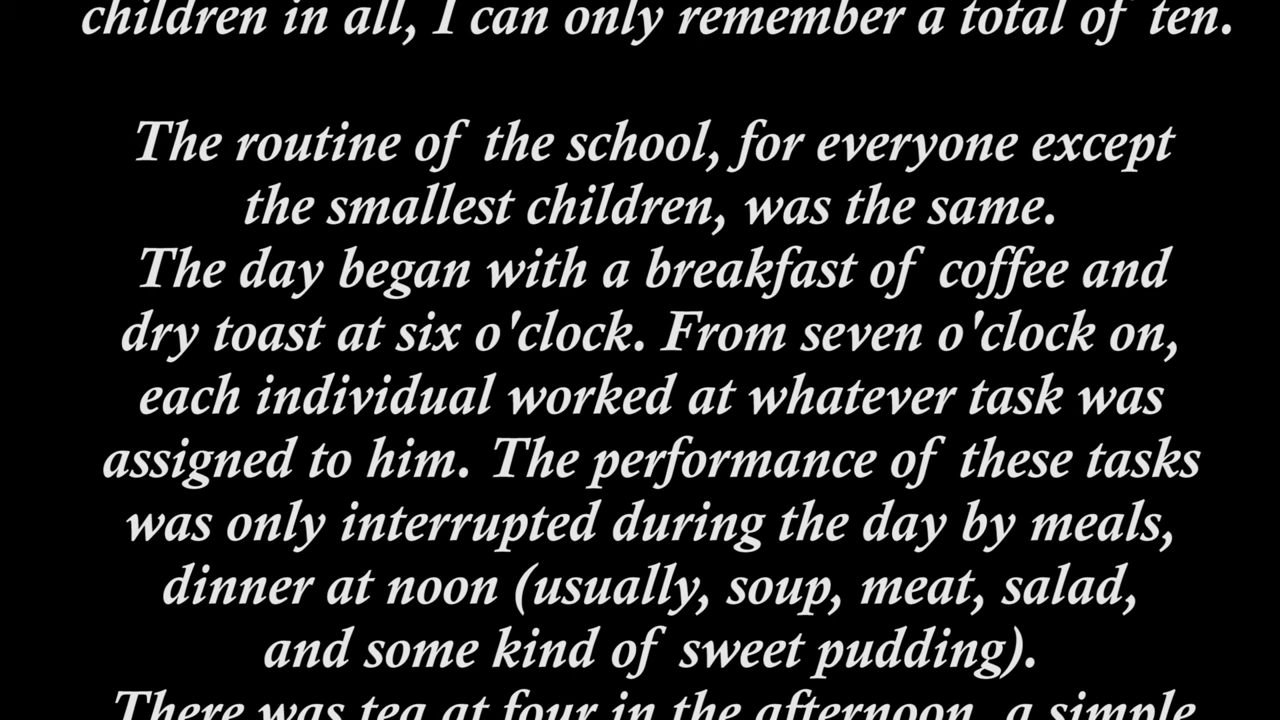 children in all, I can only remember a total of ten.
The routine of the school, for everyone except
the smallest children, was the same.
The day began with a breakfast of coffee and
dry toast at six o'clock. From seven o'clock on,
each individual worked at whatever task was
assigned to him. The performance of these tasks
was only interrupted during the day by meals,
dinner at noon (usually, soup, meat, salad,
and some kind of sweet pudding).
There was tea at four in the afternoon, a simple